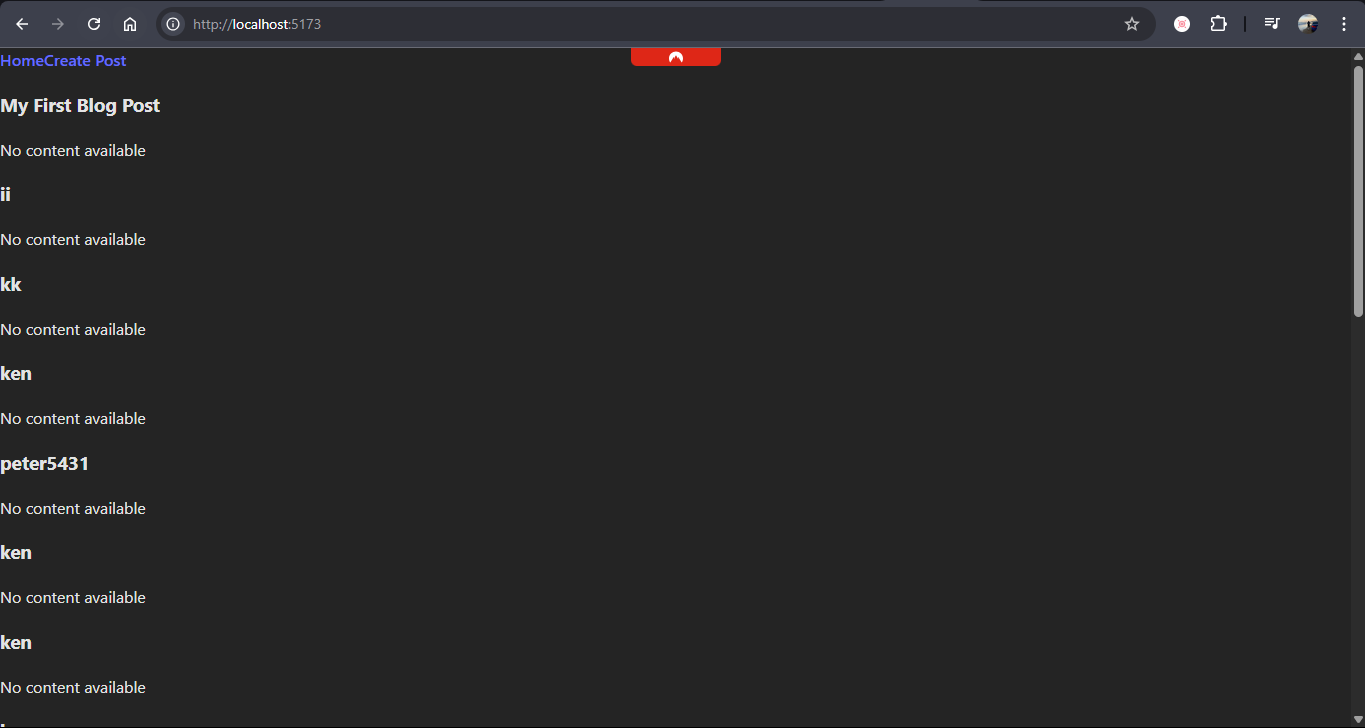 http://localhost:5173
HomeCreate Post
My First Blog Post
No content available
ii
No content available
kk
No content available
ken
No content available
peter5431
No content available
ken
No content available
ken
No content available